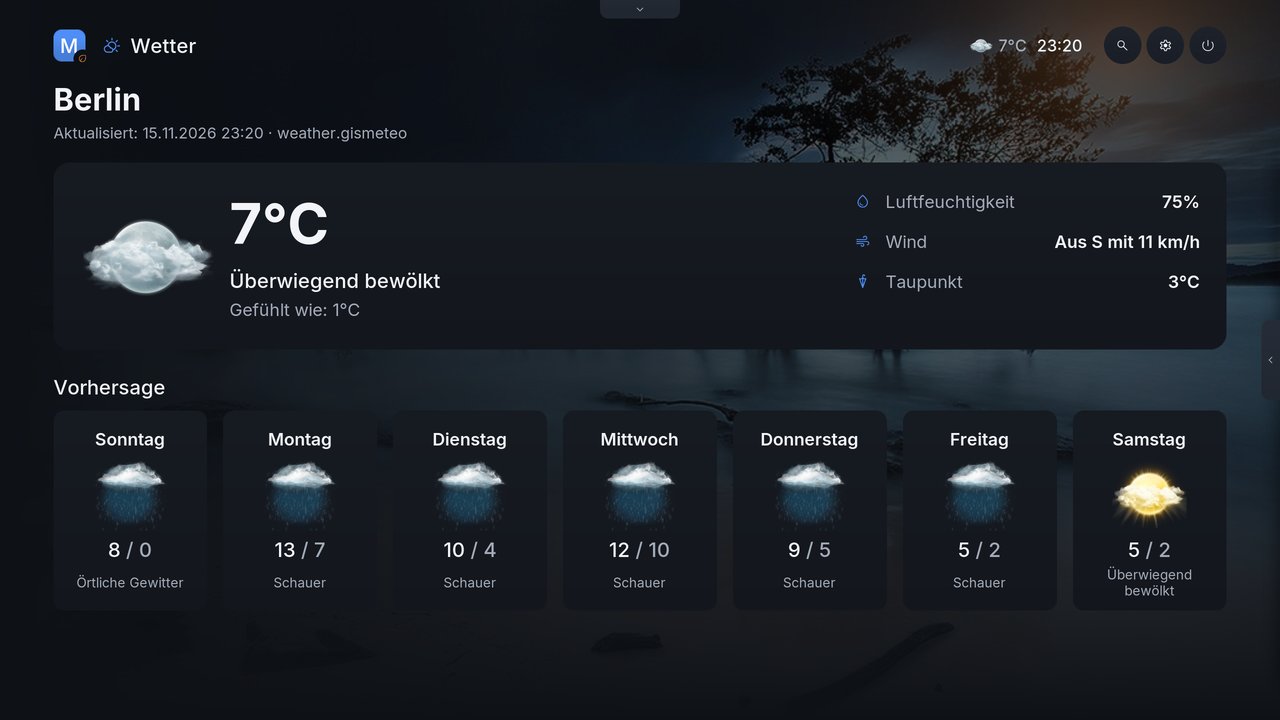 M Wetter
7°C 23:20
Berlin
Aktualisiert: 15.11.2026 23:20 · weather.gismeteo
7°C
Überwiegend bewölkt
Gefühlt wie: 1°C
Luftfeuchtigkeit 75%
Wind Aus S mit 11 km/h
Taupunkt 3°C
Vorhersage
Sonntag
8 / 0
Örtliche Gewitter
Montag
13 / 7
Schauer
Dienstag
10 / 4
Schauer
Mittwoch
12 / 10
Schauer
Donnerstag
9 / 5
Schauer
Freitag
5 / 2
Schauer
Samstag
5 / 2
Überwiegend
bewölkt